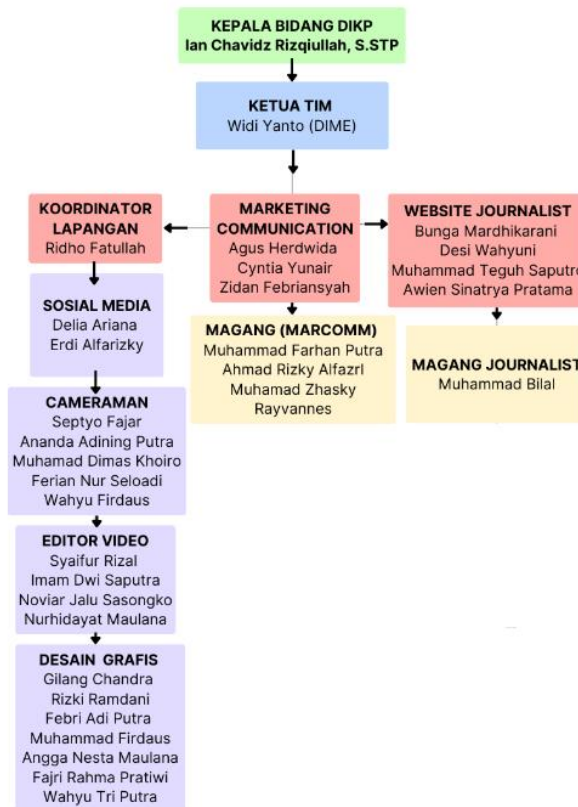 KEPALA BIDANG DIKP
Ian Chavidz Rizqiullah, S.STP
KETUA TIM
Widi Yanto (DIME)
KOORDINATOR
LAPANGAN
Ridho Fatullah
MARKETING
COMMUNICATION
Agus Herdwida
Cyntia Yunair
Zidan Febriansyah
WEBSITE JOURNALIST
Bunga Mardhikarani
Desi Wahyuni
Muhammad Teguh Saputro
Awien Sinatrya Pratama
SOSIAL MEDIA
Delia Ariana
Erdi Alfarizky
MAGANG (MARCOMM)
Muhammad Farhan Putra
Ahmad Rizky Alfazrl
Muhamad Zhasky
Rayvannes
MAGANG JOURNALIST
Muhammad Bilal
CAMERAMAN
Septyo Fajar
Ananda Adining Putra
Muhamad Dimas Khoiro
Ferian Nur Seloadi
Wahyu Firdaus
EDITOR VIDEO
Syaifur Rizal
Imam Dwi Saputra
Noviar Jalu Sasongko
Nurhidayat Maulana
DESAIN GRAFIS
Gilang Chandra
Rizki Ramdani
Febri Adi Putra
Muhammad Firdaus
Angga Nesta Maulana
Fajri Rahma Pratiwi
Wahyu Tri Putra